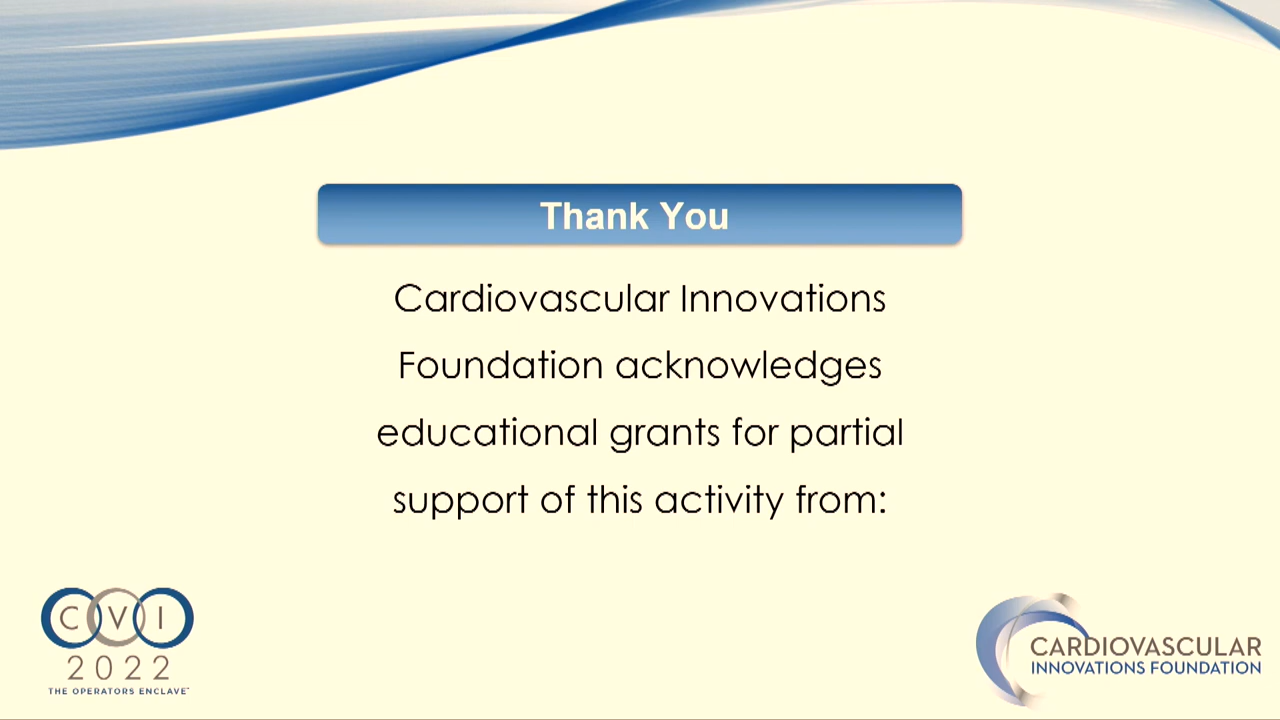 Thank You
Cardiovascular Innovations
Foundation acknowledges
educational grants for partial
support of this activity from:
C V I
2022
THE OPERATORS ENCLAVE™
CARDIOVASCULAR
INNOVATIONS FOUNDATION